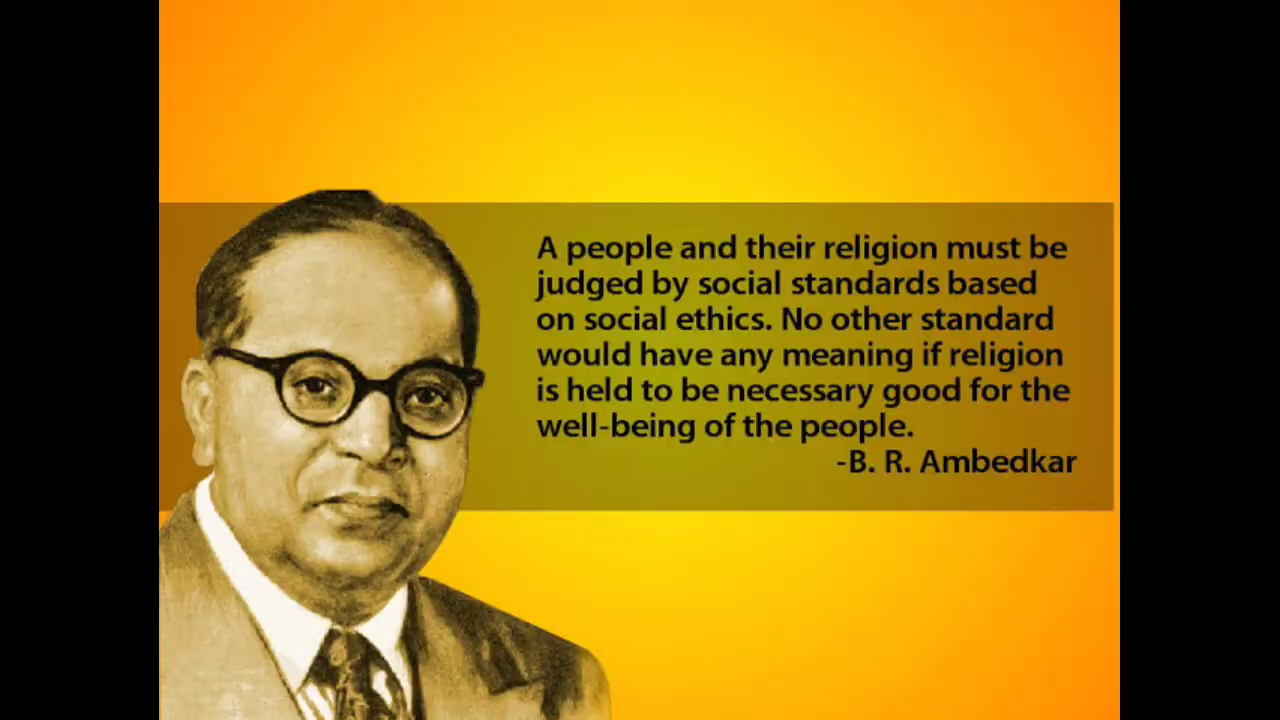 A people and their religion must be
judged by social standards based
on social ethics. No other standard
would have any meaning if religion
is held to be necessary good for the
well-being of the people.
-B. R. Ambedkar